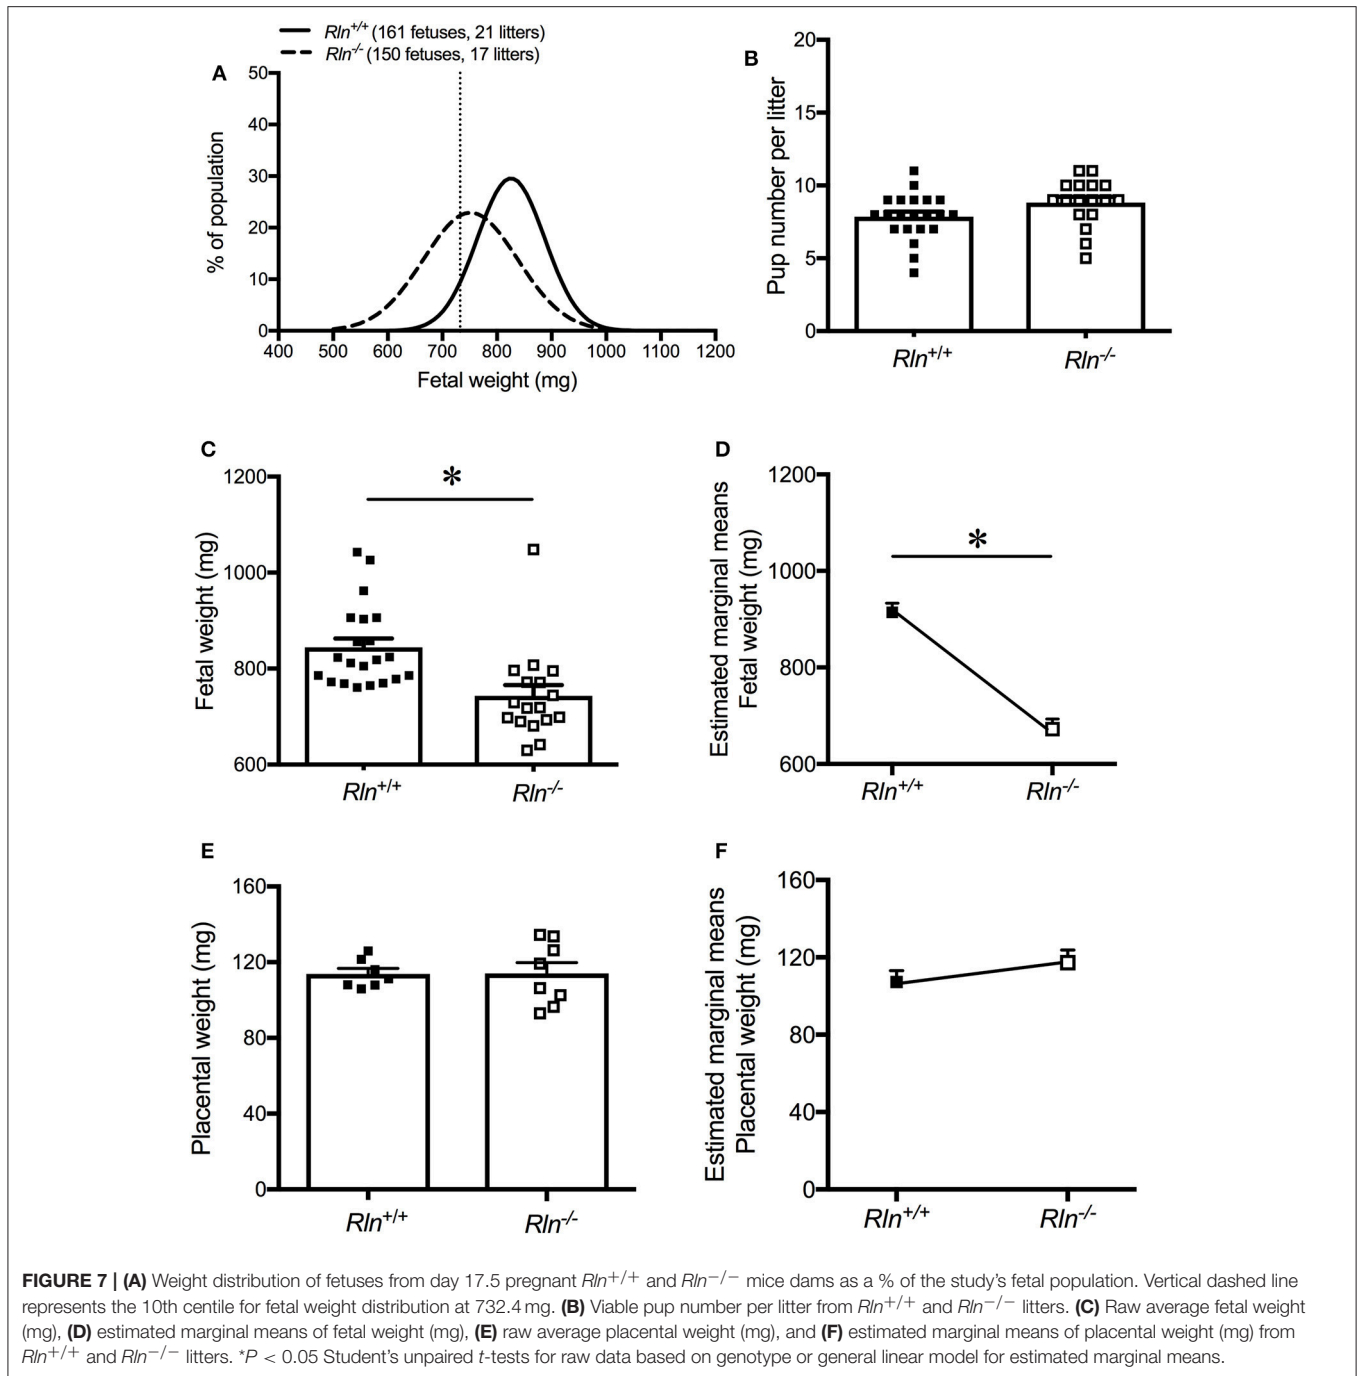 Rln+/+ (161 fetuses, 21 litters)
Rln-/- (150 fetuses, 17 litters)
A
% of population
50
40
30
20
10
0
400 500 600 700 800 900 1000 1100 1200
Fetal weight (mg)
B
Pup number per litter
20
15
10
5
0
Rln+/+ Rln-/-
C
Fetal weight (mg)
1200
1000
800
600
*
Rln+/+ Rln-/-
D
Estimated marginal means
Fetal weight (mg)
1200
1000
800
600
*
Rln+/+ Rln-/-
E
Placental weight (mg)
160
120
80
40
0
Rln+/+ Rln-/-
F
Estimated marginal means
Placental weight (mg)
160
120
80
40
0
Rln+/+ Rln-/-
FIGURE 7 | (A) Weight distribution of fetuses from day 17.5 pregnant Rln+/+ and Rln−/− mice dams as a % of the study's fetal population. Vertical dashed line
represents the 10th centile for fetal weight distribution at 732.4 mg. (B) Viable pup number per litter from Rln+/+ and Rln−/− litters. (C) Raw average fetal weight
(mg), (D) estimated marginal means of fetal weight (mg), (E) raw average placental weight (mg), and (F) estimated marginal means of placental weight (mg) from
Rln+/+ and Rln−/− litters. *P < 0.05 Student's unpaired t-tests for raw data based on genotype or general linear model for estimated marginal means.